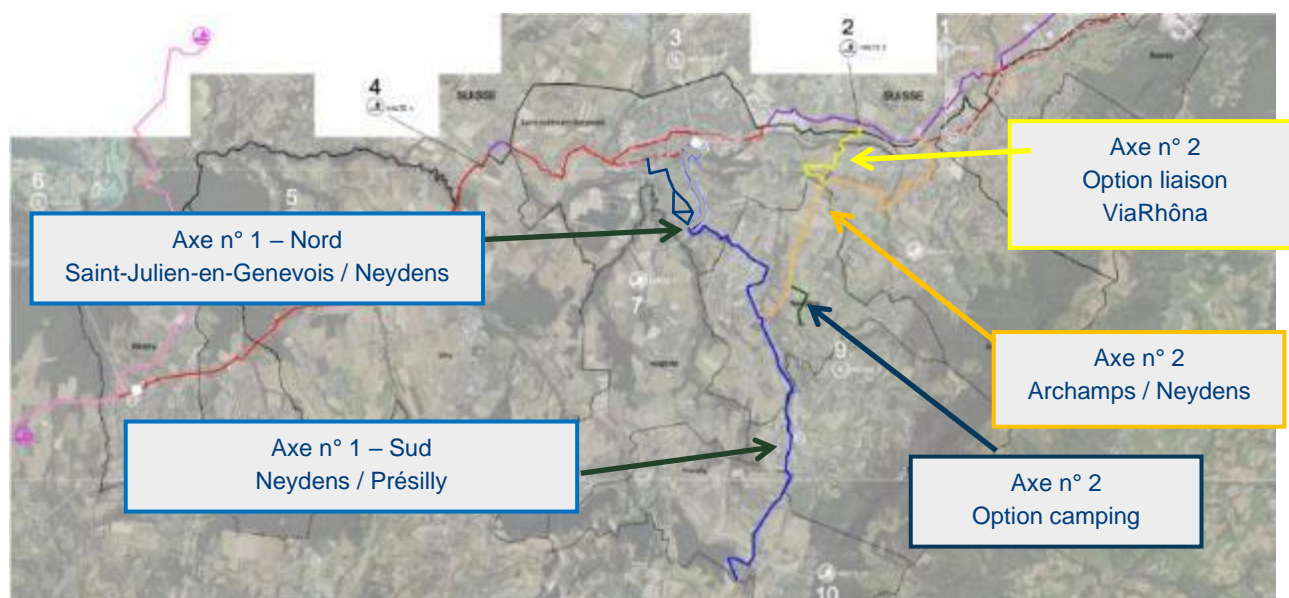 1
2
3
4
SUISSE
SUISSE
6
5
Axe n° 2
Option liaison
ViaRhôna
Axe n° 1 – Nord
Saint-Julien-en-Genevois / Neydens
7
9
Axe n° 2
Archamps / Neydens
Axe n° 1 – Sud
Neydens / Présilly
Axe n° 2
Option camping
10